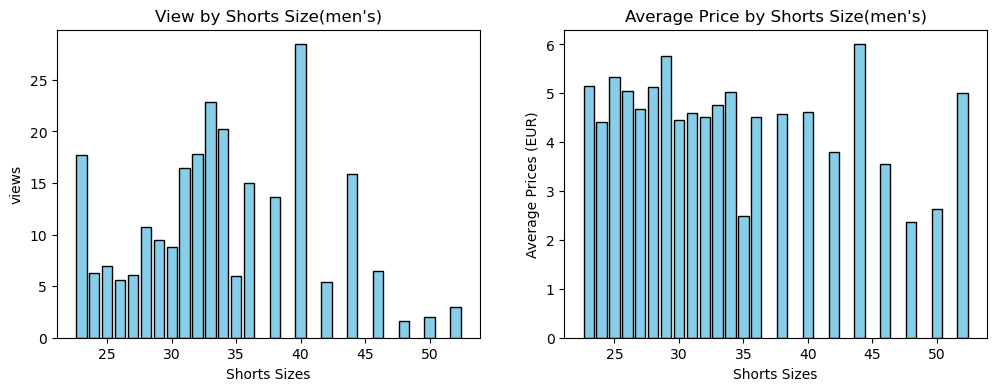 View by Shorts Size(men's)
views
25
20
15
10
5
0
25 30 35 40 45 50
Shorts Sizes
Average Price by Shorts Size(men's)
Average Prices (EUR)
6
5
4
3
2
1
0
25 30 35 40 45 50
Shorts Sizes